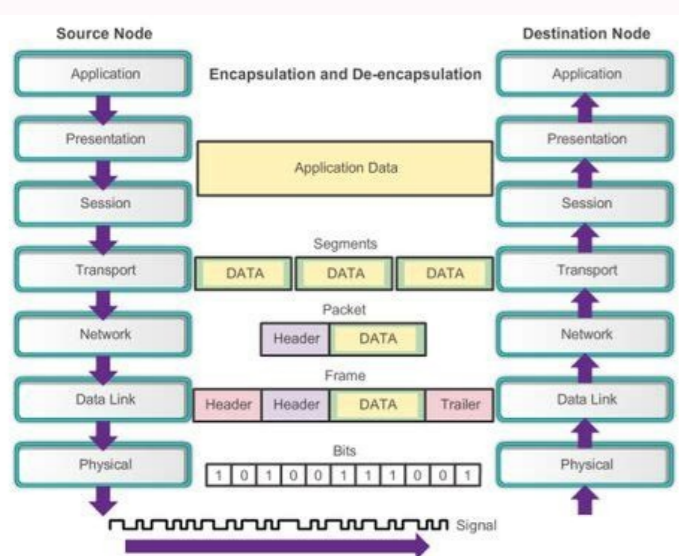 Source Node Destination Node
Application Encapsulation and De-encapsulation Application
Presentation Presentation
Application Data
Session Session
Segments
Transport DATA DATA DATA Transport
Packet
Network Header DATA Network
Frame
Data Link Header Header DATA Trailer Data Link
Bits
Physical 1 0 1 0 0 1 1 1 0 0 1 Physical
Signal